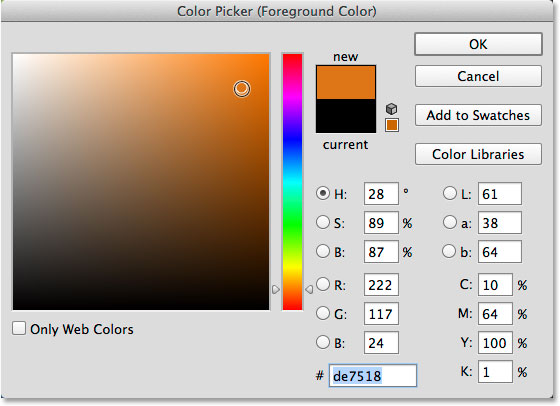 Color Picker (Foreground Color)
new
current
OK
Cancel
Add to Swatches
Color Libraries
H: 28 °
S: 89 %
B: 87 %
R: 222
G: 117
B: 24
# de7518
L: 61
a: 38
b: 64
C: 10 %
M: 64 %
Y: 100 %
K: 1 %
Only Web Colors